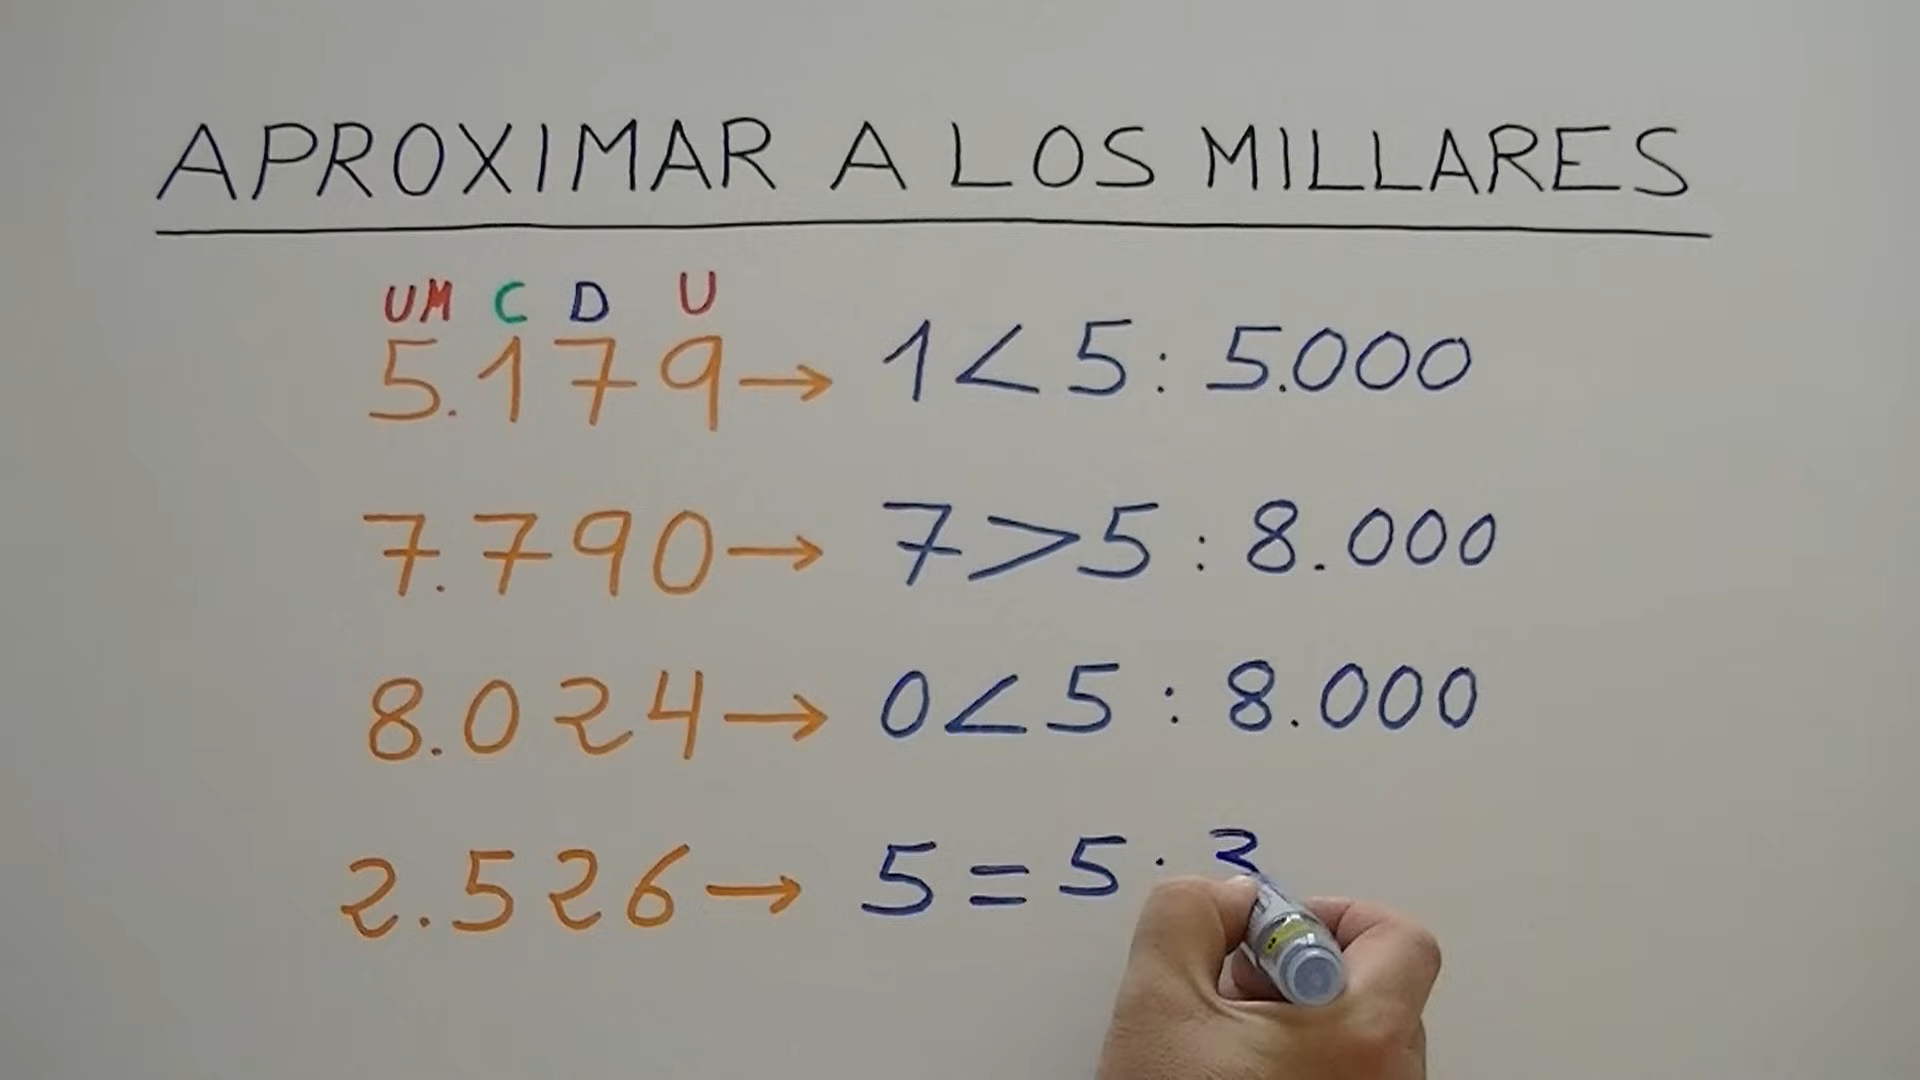 APROXIMAR A LOS MILLARES
UM C D U
5.179→ 1<5: 5.000
7.790→ 7>5: 8.000
8.024→ 0<5: 8.000
2.526→ 5=5: 3